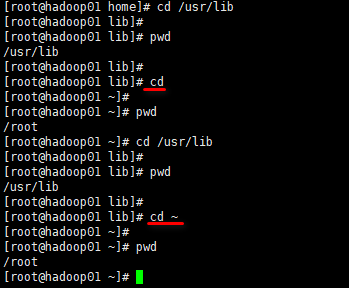 [root@hadoop01 home]# cd /usr/lib
[root@hadoop01 lib]#
[root@hadoop01 lib]# pwd
/usr/lib
[root@hadoop01 lib]#
[root@hadoop01 lib]# cd
[root@hadoop01 ~]#
[root@hadoop01 ~]# pwd
/root
[root@hadoop01 ~]# cd /usr/lib
[root@hadoop01 lib]#
[root@hadoop01 lib]# pwd
/usr/lib
[root@hadoop01 lib]#
[root@hadoop01 lib]# cd ~
[root@hadoop01 ~]#
[root@hadoop01 ~]# pwd
/root
[root@hadoop01 ~]#